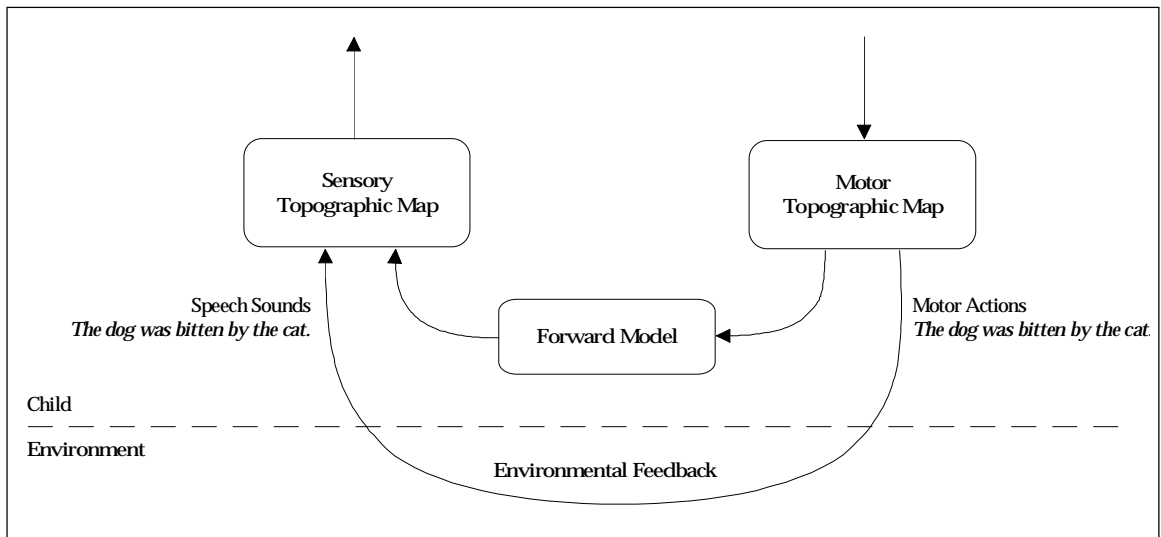 Sensory
Topographic Map
Motor
Topographic Map
Speech Sounds
The dog was bitten by the cat.
Forward Model
Motor Actions
The dog was bitten by the cat.
Child
Environment
Environmental Feedback